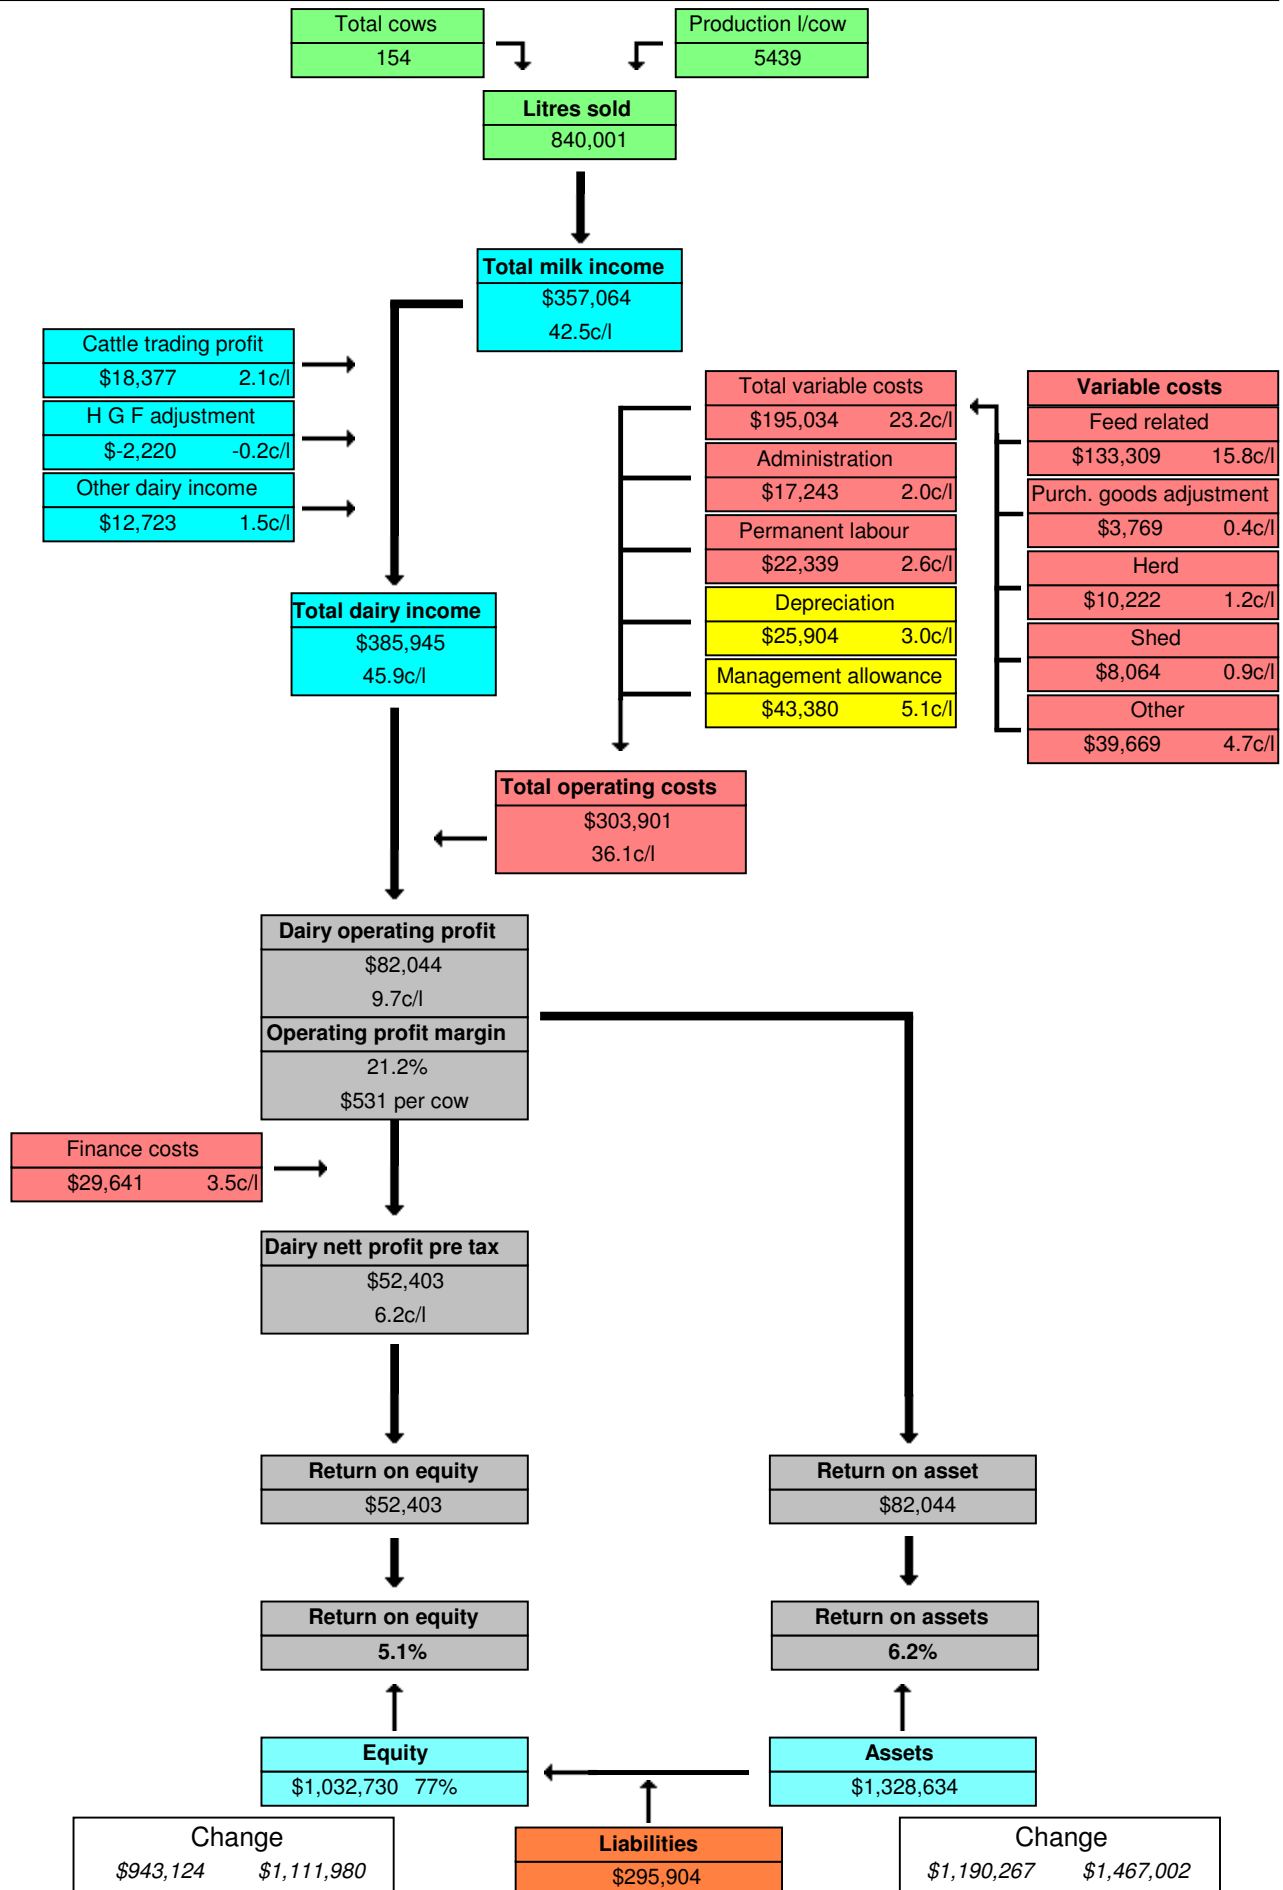 Total cows
154
Production l/cow
5439
Litres sold
840,001
Total milk income
$357,064
42.5c/l
Cattle trading profit
$18,377 2.1c/l
H G F adjustment
$-2,220 -0.2c/l
Other dairy income
$12,723 1.5c/l
Total variable costs
$195,034 23.2c/l
Administration
$17,243 2.0c/l
Permanent labour
$22,339 2.6c/l
Depreciation
$25,904 3.0c/l
Management allowance
$43,380 5.1c/l
Variable costs
Feed related
$133,309 15.8c/l
Purch. goods adjustment
$3,769 0.4c/l
Herd
$10,222 1.2c/l
Shed
$8,064 0.9c/l
Other
$39,669 4.7c/l
Total dairy income
$385,945
45.9c/l
Total operating costs
$303,901
36.1c/l
Dairy operating profit
$82,044
9.7c/l
Operating profit margin
21.2%
$531 per cow
Finance costs
$29,641 3.5c/l
Dairy nett profit pre tax
$52,403
6.2c/l
Return on equity
$52,403
Return on asset
$82,044
Return on equity
5.1%
Return on assets
6.2%
Equity
$1,032,730 77%
Assets
$1,328,634
Change
$943,124 $1,111,980
Liabilities
$295,904
Change
$1,190,267 $1,467,002